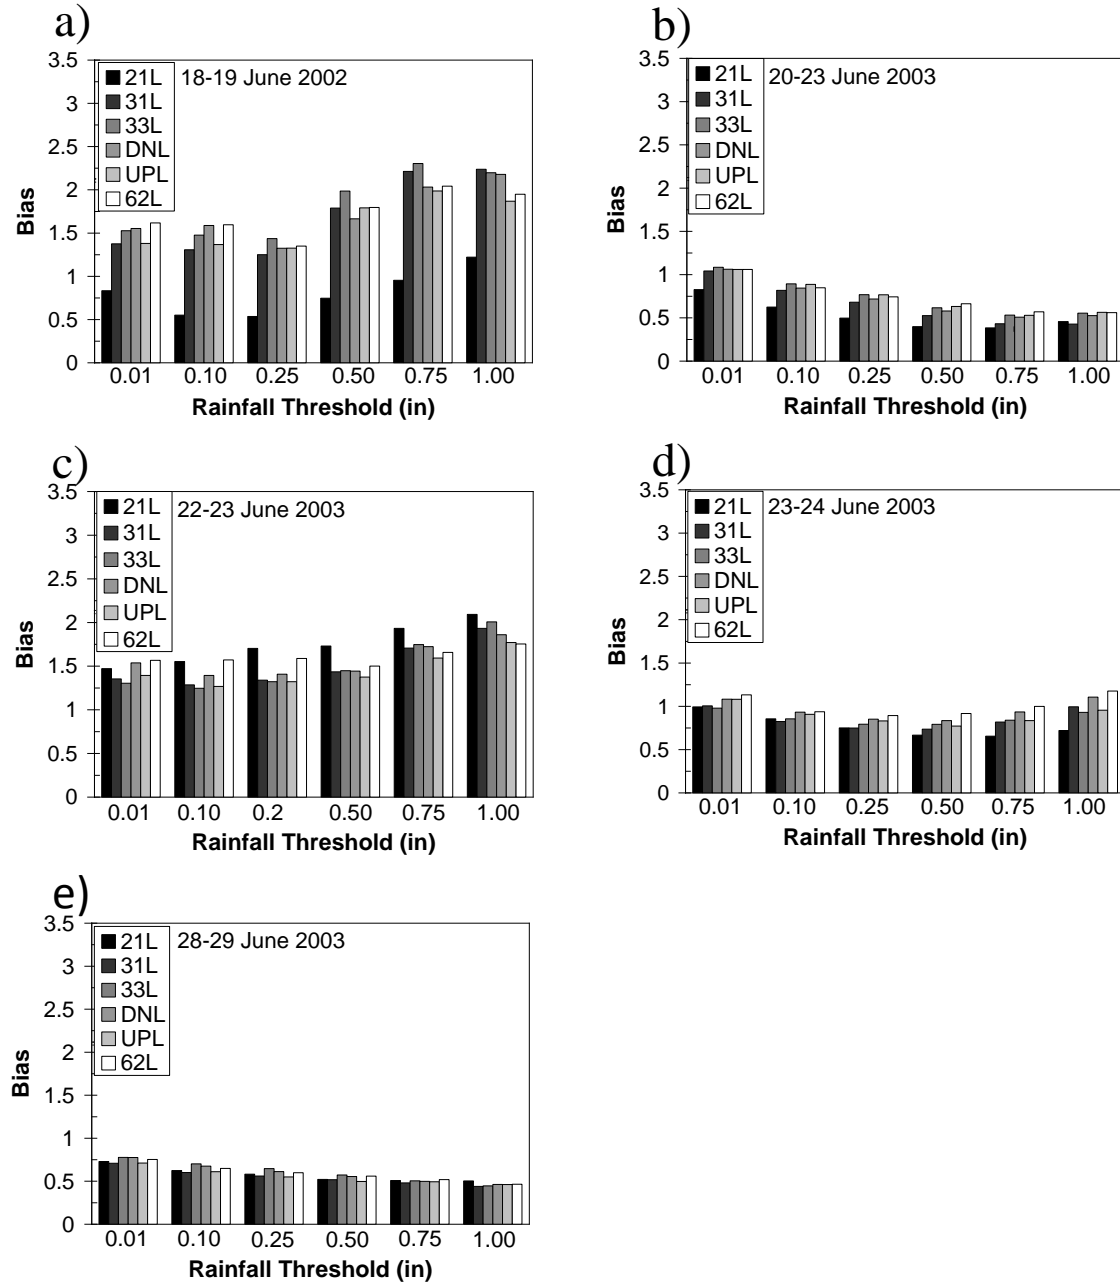 a)
18-19 June 2002
21L
31L
33L
DNL
UPL
62L
3.5
3
2.5
2
1.5
1
0.5
0
Bias
0.01 0.10 0.25 0.50 0.75 1.00
Rainfall Threshold (in)
b)
20-23 June 2003
21L
31L
33L
DNL
UPL
62L
3.5
3
2.5
2
1.5
1
0.5
0
Bias
0.01 0.10 0.25 0.50 0.75 1.00
Rainfall Threshold (in)
c)
22-23 June 2003
21L
31L
33L
DNL
UPL
62L
3.5
3
2.5
2
1.5
1
0.5
0
Bias
0.01 0.10 0.2 0.50 0.75 1.00
Rainfall Threshold (in)
d)
23-24 June 2003
21L
31L
33L
DNL
UPL
62L
3.5
3
2.5
2
1.5
1
0.5
0
Bias
0.01 0.10 0.25 0.50 0.75 1.00
Rainfall Threshold (in)
e)
28-29 June 2003
21L
31L
33L
DNL
UPL
62L
3.5
3
2.5
2
1.5
1
0.5
0
Bias
0.01 0.10 0.25 0.50 0.75 1.00
Rainfall Threshold (in)